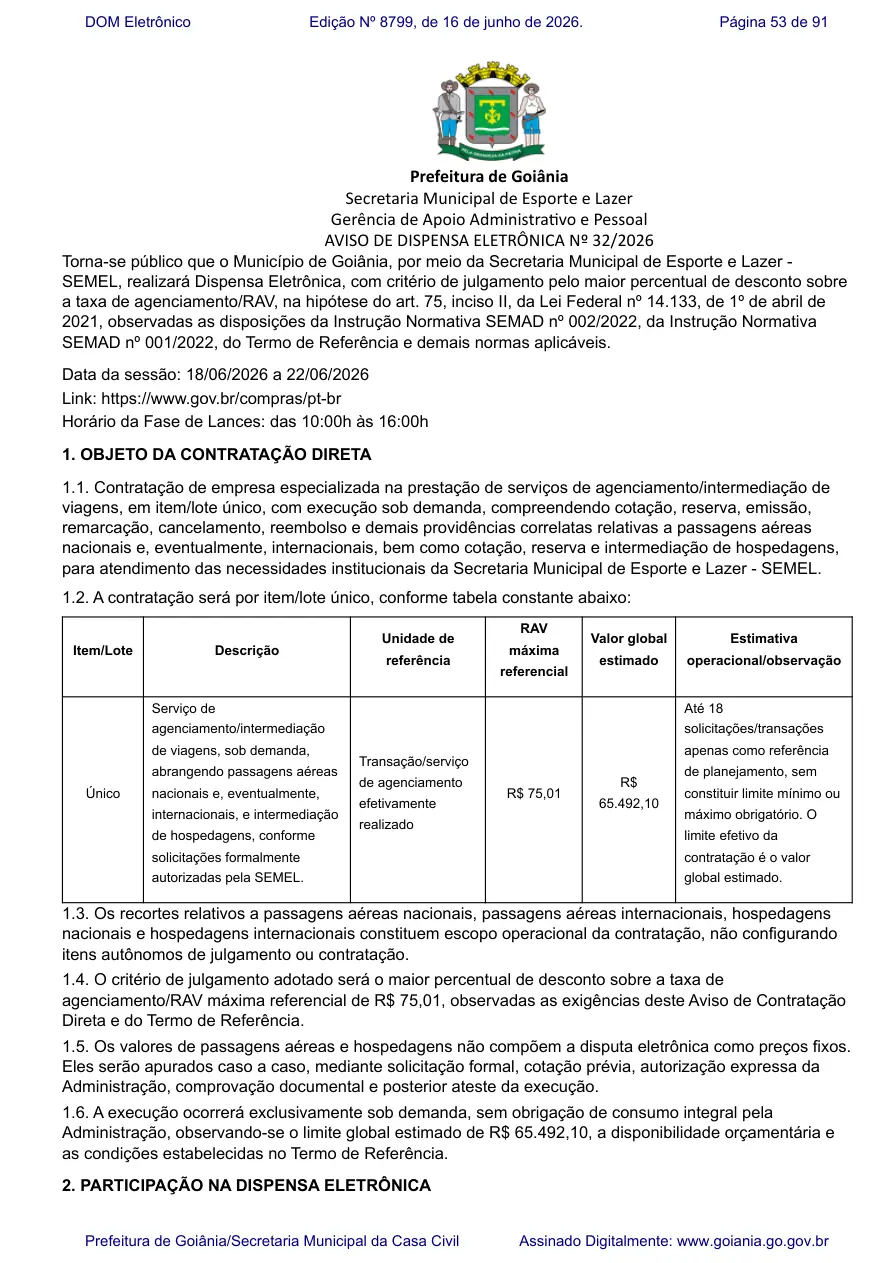 DOM Eletrônico Edição Nº 8799, de 16 de junho de 2026. Página 53 de 91
PELA GRANDEZA DA PÁTRIA
Prefeitura de Goiânia
Secretaria Municipal de Esporte e Lazer
Gerência de Apoio Administrativo e Pessoal
AVISO DE DISPENSA ELETRÔNICA Nº 32/2026
Torna-se público que o Município de Goiânia, por meio da Secretaria Municipal de Esporte e Lazer -
SEMEL, realizará Dispensa Eletrônica, com critério de julgamento pelo maior percentual de desconto sobre
a taxa de agenciamento/RAV, na hipótese do art. 75, inciso II, da Lei Federal nº 14.133, de 1º de abril de
2021, observadas as disposições da Instrução Normativa SEMAD nº 002/2022, da Instrução Normativa
SEMAD nº 001/2022, do Termo de Referência e demais normas aplicáveis.
Data da sessão: 18/06/2026 a 22/06/2026
Link: https://www.gov.br/compras/pt-br
Horário da Fase de Lances: das 10:00h às 16:00h
1. OBJETO DA CONTRATAÇÃO DIRETA
1.1. Contratação de empresa especializada na prestação de serviços de agenciamento/intermediação de
viagens, em item/lote único, com execução sob demanda, compreendendo cotação, reserva, emissão,
remarcação, cancelamento, reembolso e demais providências correlatas relativas a passagens aéreas
nacionais e, eventualmente, internacionais, bem como cotação, reserva e intermediação de hospedagens,
para atendimento das necessidades institucionais da Secretaria Municipal de Esporte e Lazer - SEMEL.
1.2. A contratação será por item/lote único, conforme tabela constante abaixo:
Item/Lote
Descrição
Unidade de
referência
RAV
máxima
referencial
Valor global
estimado
Estimativa
operacional/observação
Único
Serviço de
agenciamento/intermediação
de viagens, sob demanda,
abrangendo passagens aéreas
nacionais e, eventualmente,
internacionais, e intermediação
de hospedagens, conforme
solicitações formalmente
autorizadas pela SEMEL.
Transação/serviço
de agenciamento
efetivamente
realizado
R$ 75,01
R$
65.492,10
Até 18
solicitações/transações
apenas como referência
de planejamento, sem
constituir limite mínimo ou
máximo obrigatório. O
limite efetivo da
contratação é o valor
global estimado.
1.3. Os recortes relativos a passagens aéreas nacionais, passagens aéreas internacionais, hospedagens
nacionais e hospedagens internacionais constituem escopo operacional da contratação, não configurando
itens autônomos de julgamento ou contratação.
1.4. O critério de julgamento adotado será o maior percentual de desconto sobre a taxa de
agenciamento/RAV máxima referencial de R$ 75,01, observadas as exigências deste Aviso de Contratação
Direta e do Termo de Referência.
1.5. Os valores de passagens aéreas e hospedagens não compõem a disputa eletrônica como preços fixos.
Eles serão apurados caso a caso, mediante solicitação formal, cotação prévia, autorização expressa da
Administração, comprovação documental e posterior ateste da execução.
1.6. A execução ocorrerá exclusivamente sob demanda, sem obrigação de consumo integral pela
Administração, observando-se o limite global estimado de R$ 65.492,10, a disponibilidade orçamentária e
as condições estabelecidas no Termo de Referência.
2. PARTICIPAÇÃO NA DISPENSA ELETRÔNICA
Prefeitura de Goiânia/Secretaria Municipal da Casa Civil Assinado Digitalmente: www.goiania.go.gov.br